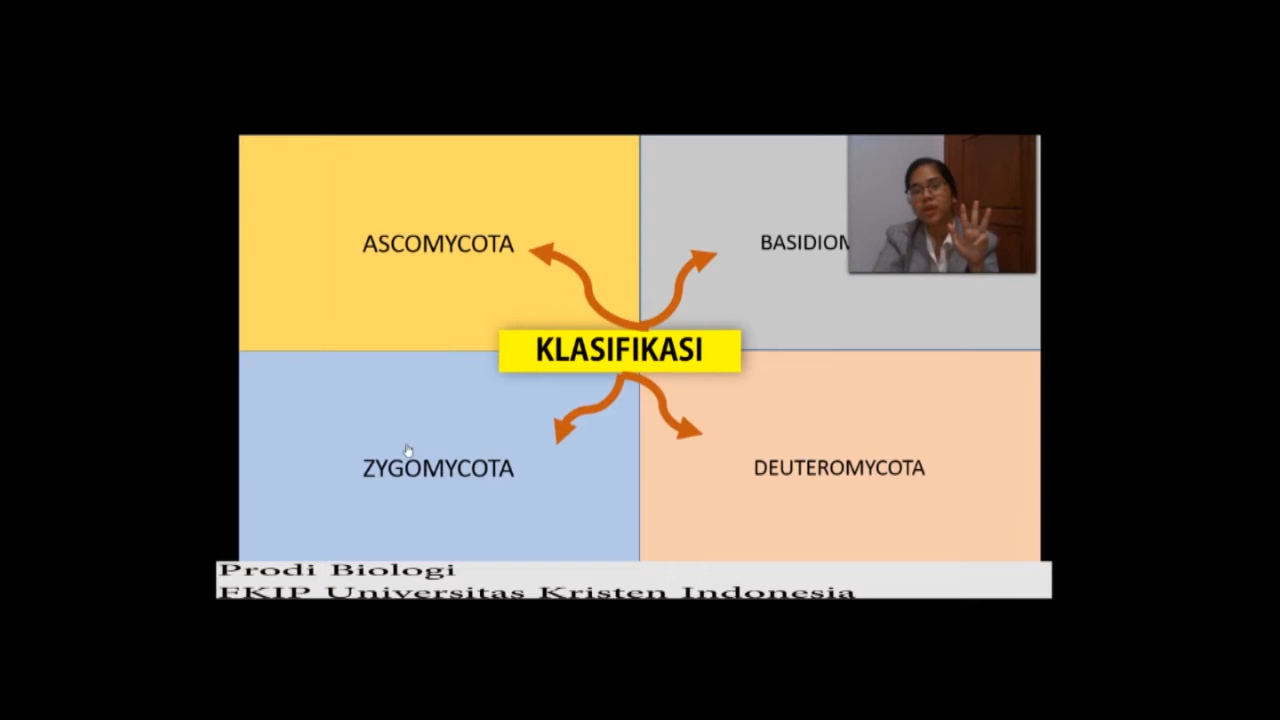 ASCOMYCOTA
BASIDIOM
KLASIFIKASI
ZYGOMYCOTA
DEUTEROMYCOTA
Prodi Biologi
FKIP Universitas Kristen Indonesia